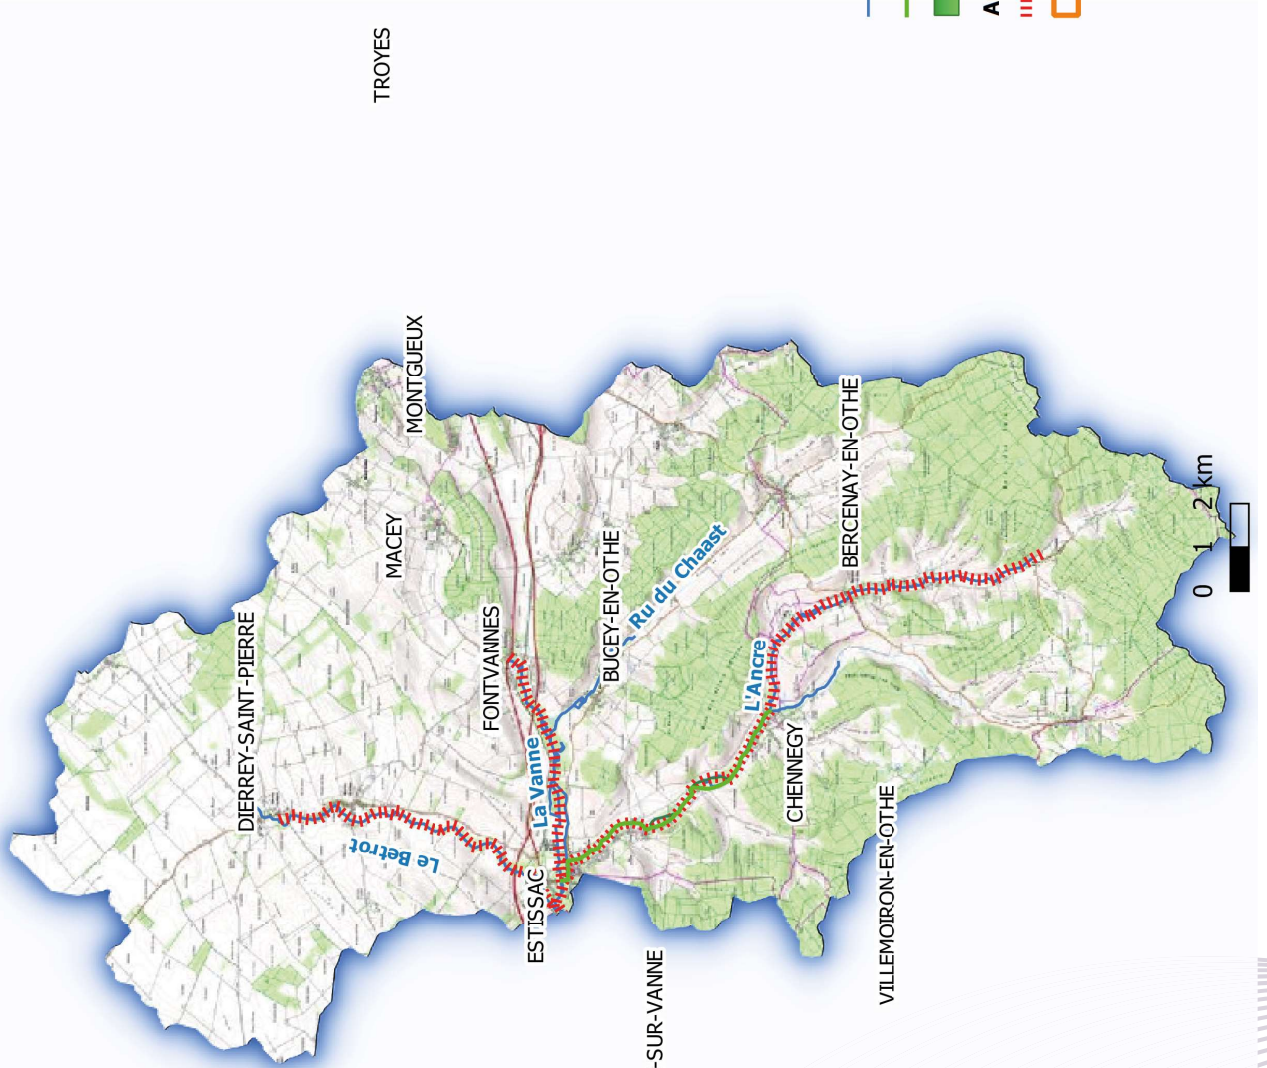 TROYES
A
MONTGUEUX
MACEY
DIERREY-SAINT-PIERRE
FONTVANNES
BUCEY-EN-OTHE
Ru du Chaast
BERCENAY-EN-OTHE
L'Ancre
La Vanne
Le Betrot
CHENNEGY
ESTISSAC
VILLEMOIRON-EN-OTHE
-SUR-VANNE
0 1 2 km